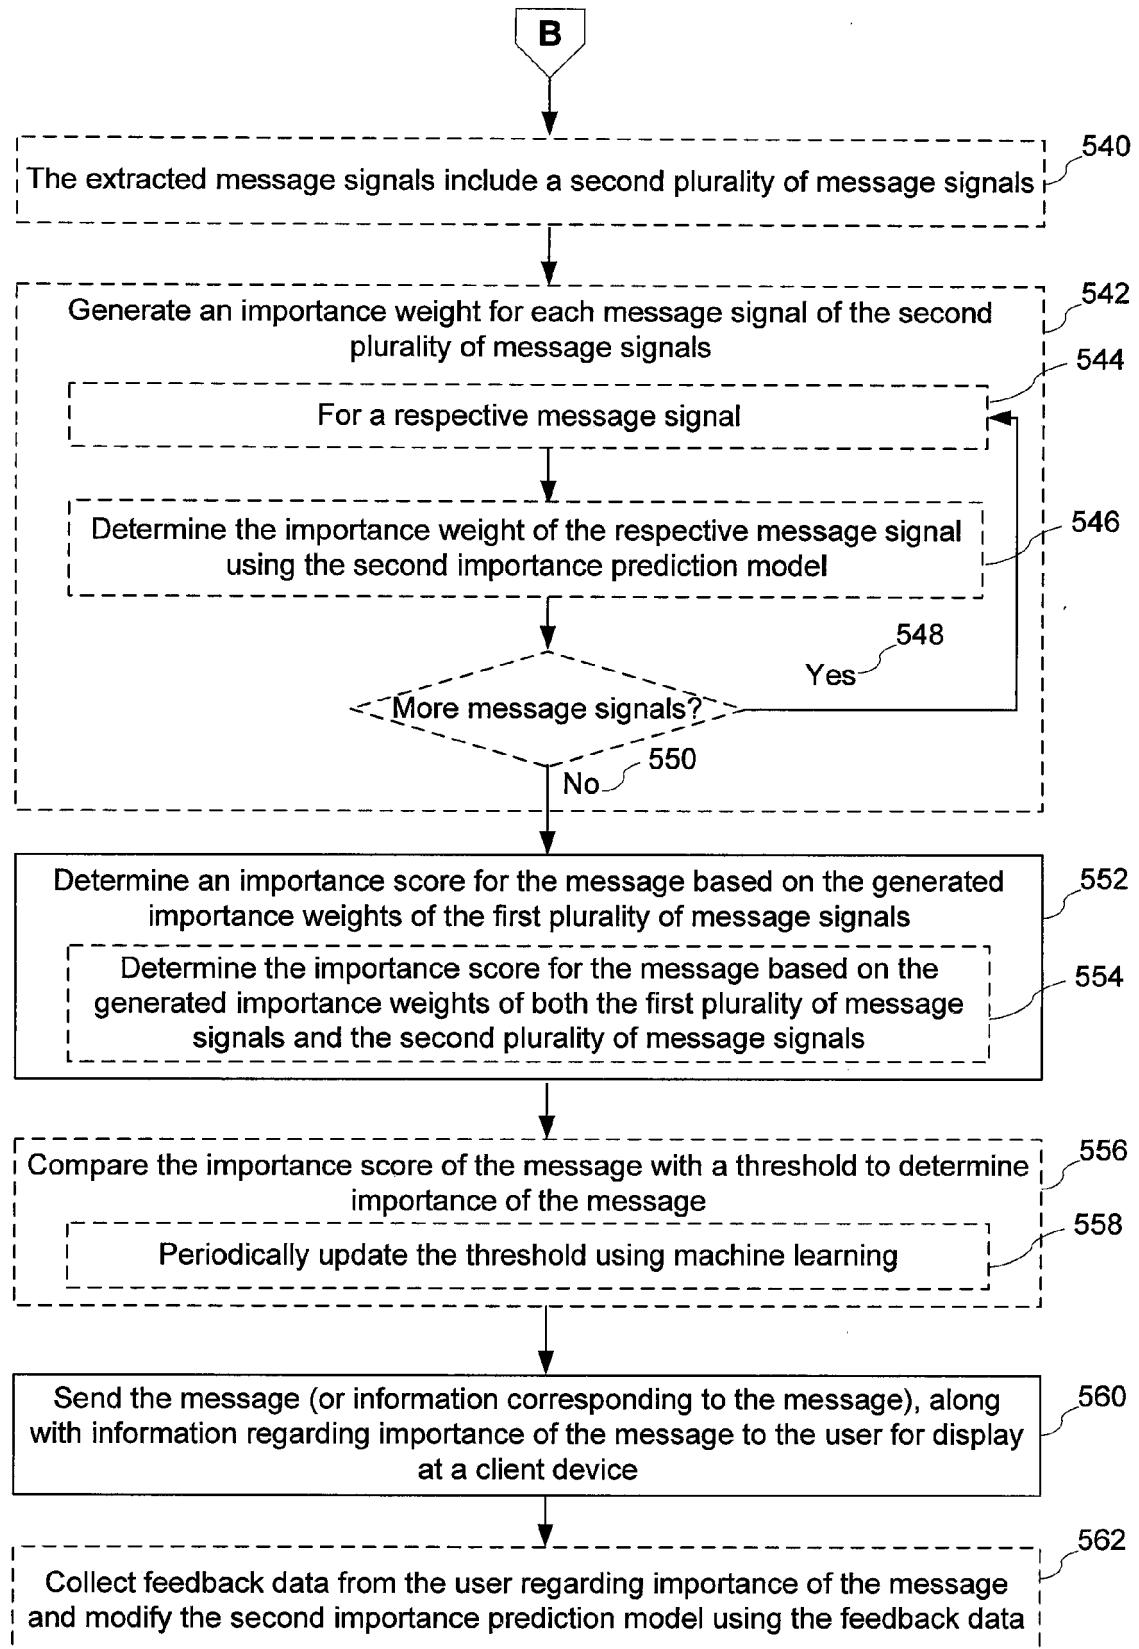 B
540
The extracted message signals include a second plurality of message signals
542
Generate an importance weight for each message signal of the second
plurality of message signals
544
For a respective message signal
546
Determine the importance weight of the respective message signal
using the second importance prediction model
548
Yes
More message signals?
550
No
552
Determine an importance score for the message based on the generated
importance weights of the first plurality of message signals
554
Determine the importance score for the message based on the
generated importance weights of both the first plurality of message
signals and the second plurality of message signals
556
Compare the importance score of the message with a threshold to determine
importance of the message
558
Periodically update the threshold using machine learning
560
Send the message (or information corresponding to the message), along
with information regarding importance of the message to the user for display
at a client device
562
Collect feedback data from the user regarding importance of the message
and modify the second importance prediction model using the feedback data